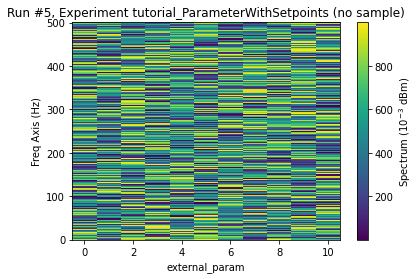 Run #5, Experiment tutorial_ParameterWithSetpoints (no sample)
500
400
300
200
100
0
Freq Axis (Hz)
0 2 4 6 8 10
external_param
800
600
400
200
Spectrum (10⁻³ dBm)